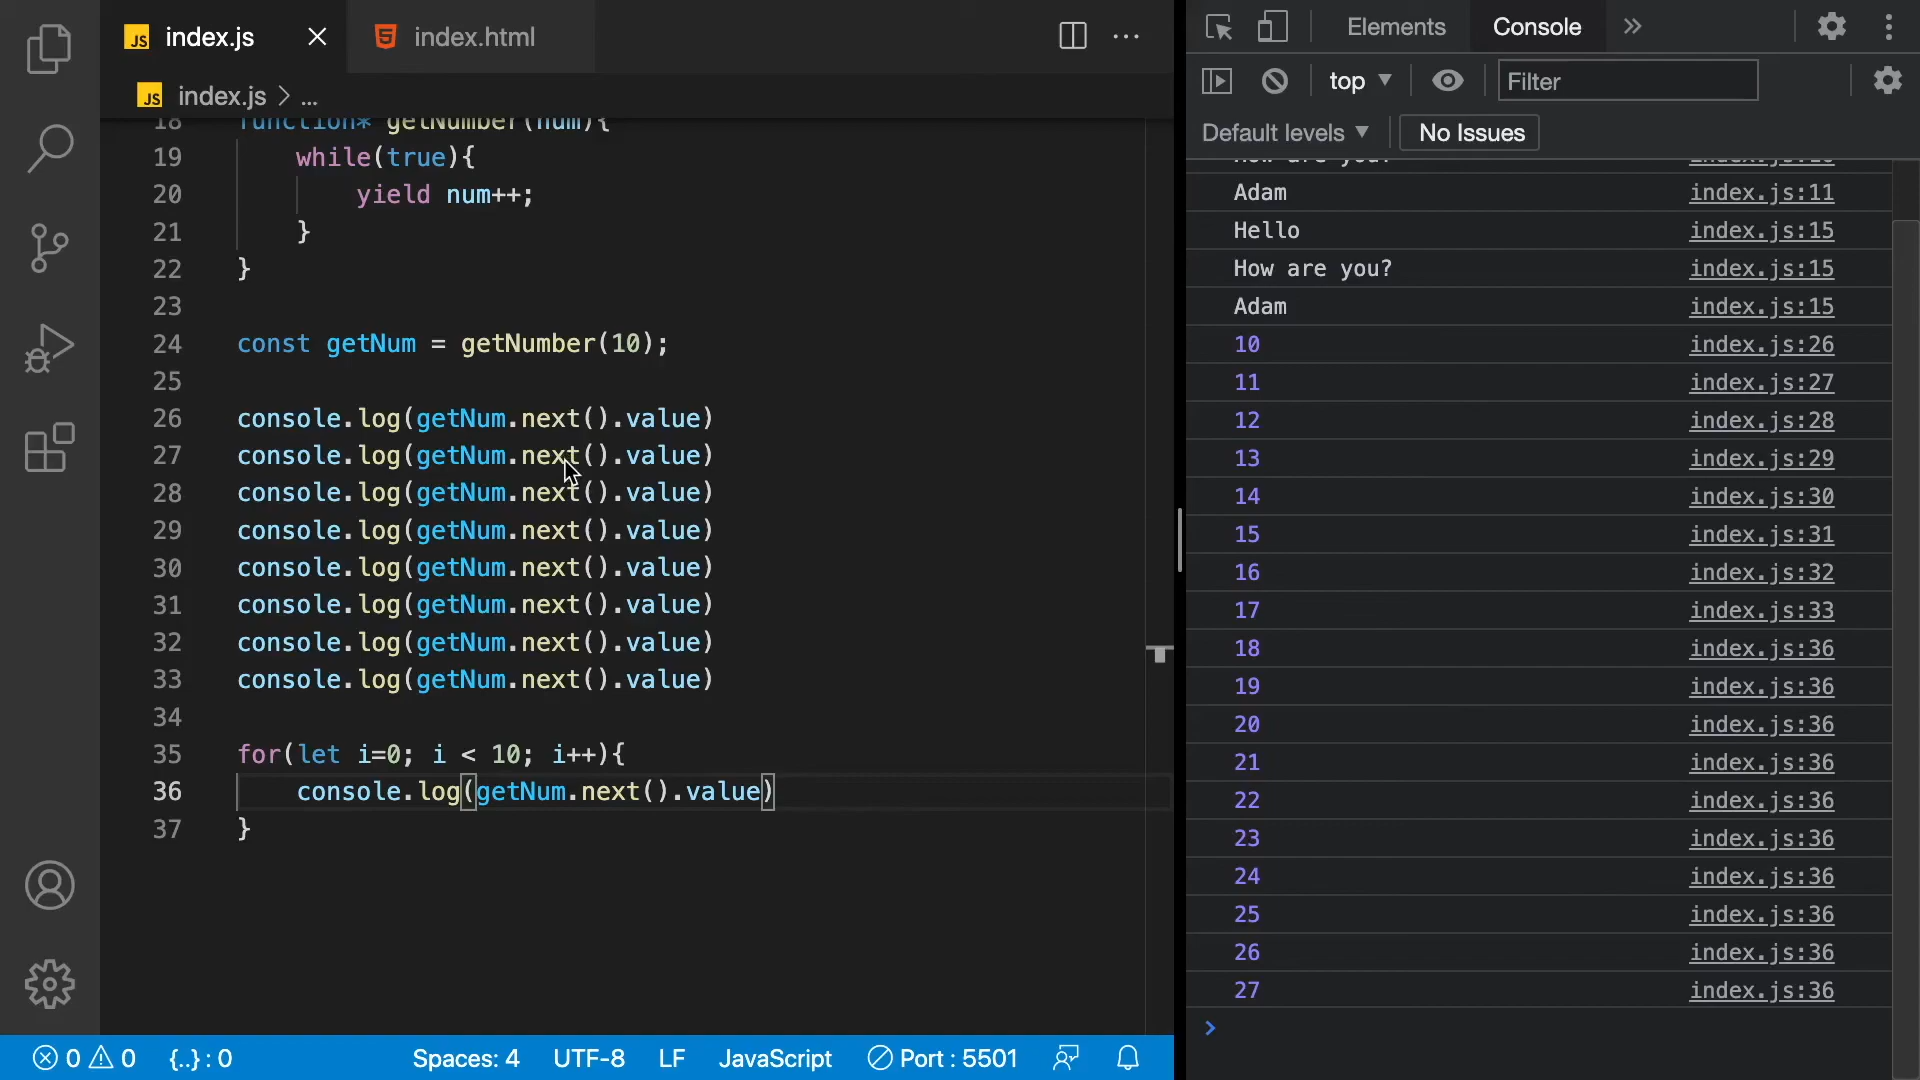 JS index.js
index.html
JS index.js > ...
18 function* getNumber(num){
19 while(true){
20 yield num++;
21 }
22 }
23
24 const getNum = getNumber(10);
25
26 console.log(getNum.next().value)
27 console.log(getNum.next().value)
28 console.log(getNum.next().value)
29 console.log(getNum.next().value)
30 console.log(getNum.next().value)
31 console.log(getNum.next().value)
32 console.log(getNum.next().value)
33 console.log(getNum.next().value)
34
35 for(let i=0; i < 10; i++){
36 console.log(getNum.next().value)
37 }
0 0 {..} : 0 Spaces: 4 UTF-8 LF JavaScript Port : 5501
Elements Console
top Filter
Default levels No Issues
How are you?
Adam index.js:11
Hello index.js:15
How are you? index.js:15
Adam index.js:15
10 index.js:26
11 index.js:27
12 index.js:28
13 index.js:29
14 index.js:30
15 index.js:31
16 index.js:32
17 index.js:33
18 index.js:36
19 index.js:36
20 index.js:36
21 index.js:36
22 index.js:36
23 index.js:36
24 index.js:36
25 index.js:36
26 index.js:36
27 index.js:36